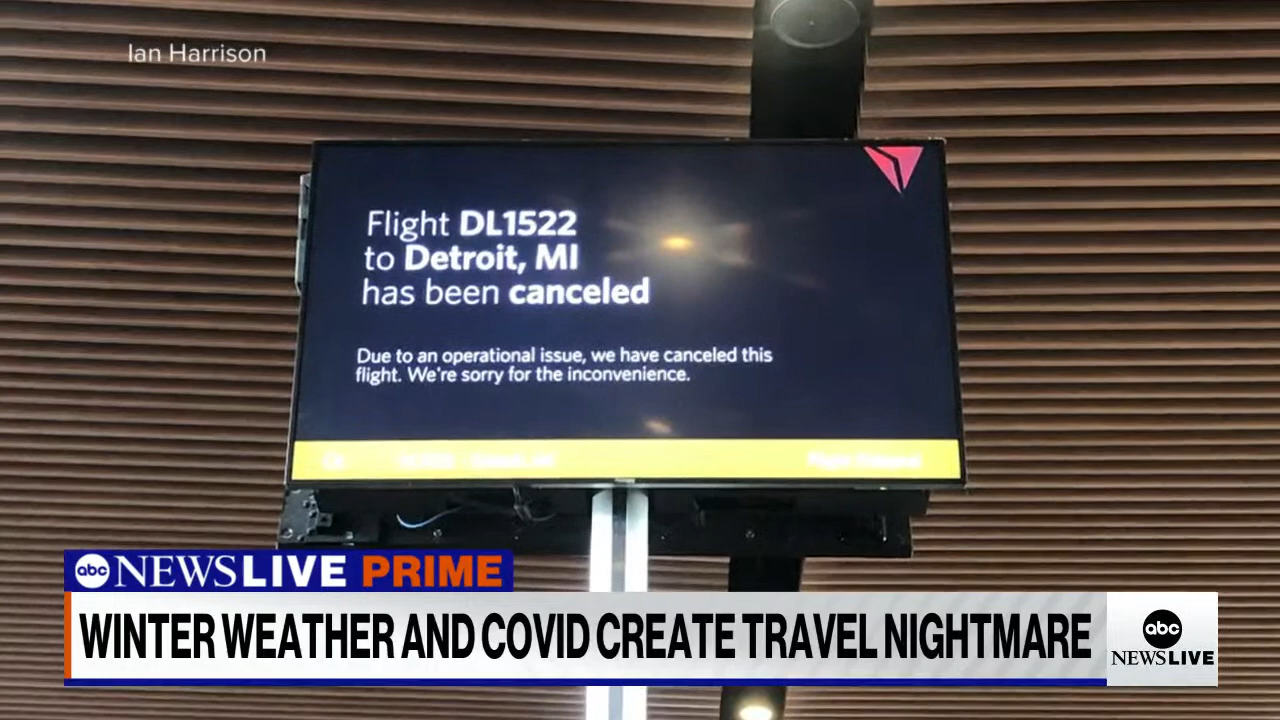 Ian Harrison
Flight DL1522
to Detroit, MI
has been canceled
Due to an operational issue, we have canceled this
flight. We're sorry for the inconvenience.
abc NEWS LIVE PRIME
WINTER WEATHER AND COVID CREATE TRAVEL NIGHTMARE
abc
NEWS LIVE